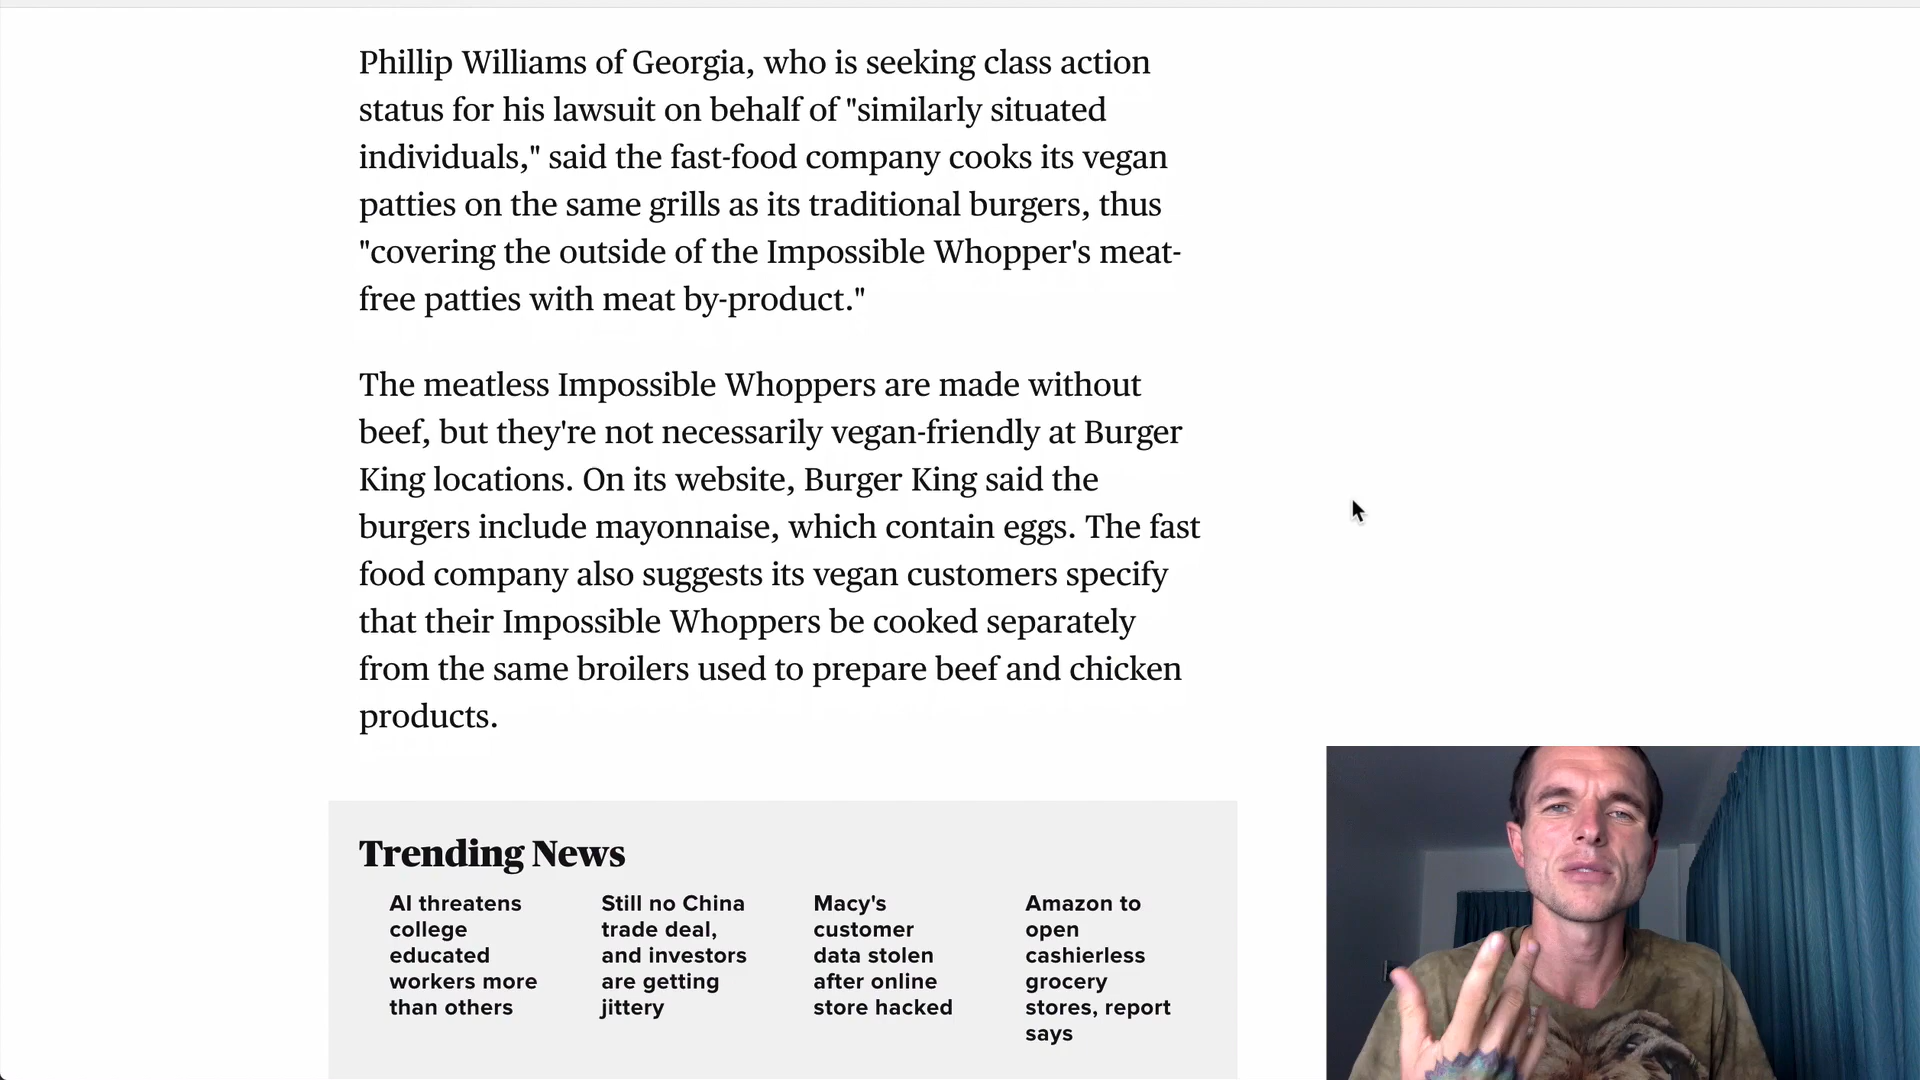 Phillip Williams of Georgia, who is seeking class action
status for his lawsuit on behalf of "similarly situated
individuals," said the fast-food company cooks its vegan
patties on the same grills as its traditional burgers, thus
"covering the outside of the Impossible Whopper's meat-
free patties with meat by-product."
The meatless Impossible Whoppers are made without
beef, but they're not necessarily vegan-friendly at Burger
King locations. On its website, Burger King said the
burgers include mayonnaise, which contain eggs. The fast
food company also suggests its vegan customers specify
that their Impossible Whoppers be cooked separately
from the same broilers used to prepare beef and chicken
products.
Trending News
AI threatens
college
educated
workers more
than others
Still no China
trade deal,
and investors
are getting
jittery
Macy's
customer
data stolen
after online
store hacked
Amazon to
open
cashierless
grocery
stores, report
says